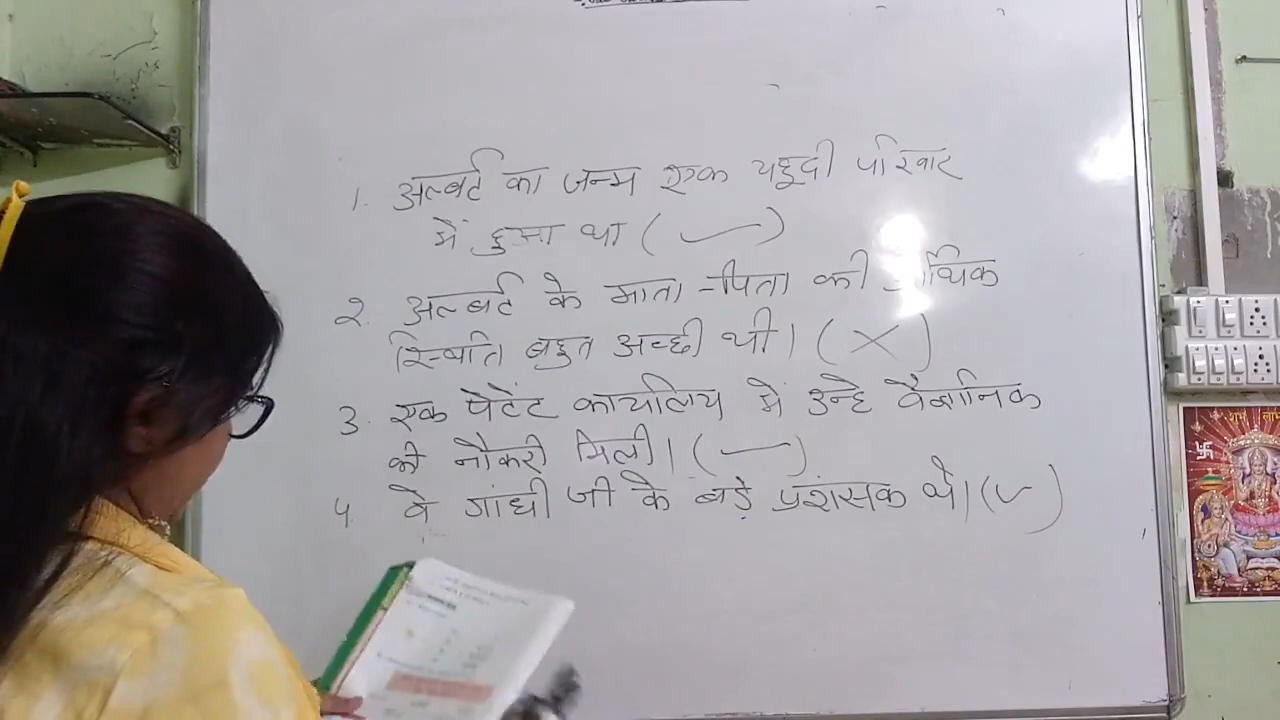 1. अल्बर्ट का जन्म एक यहूदी परिवार
में हुआ था ( ✓ )
2. अल्बर्ट के माता-पिता की र्थिक
स्थिति बहुत अच्छी थी। ( X )
3. एक पेटेंट कार्यालय मे उन्हे वैज्ञानिक
की नौकरी मिली। ( — )
4 वे गांधी जी के बड़े प्रशंसक थे। ( ✓ )
शुभ लाभ